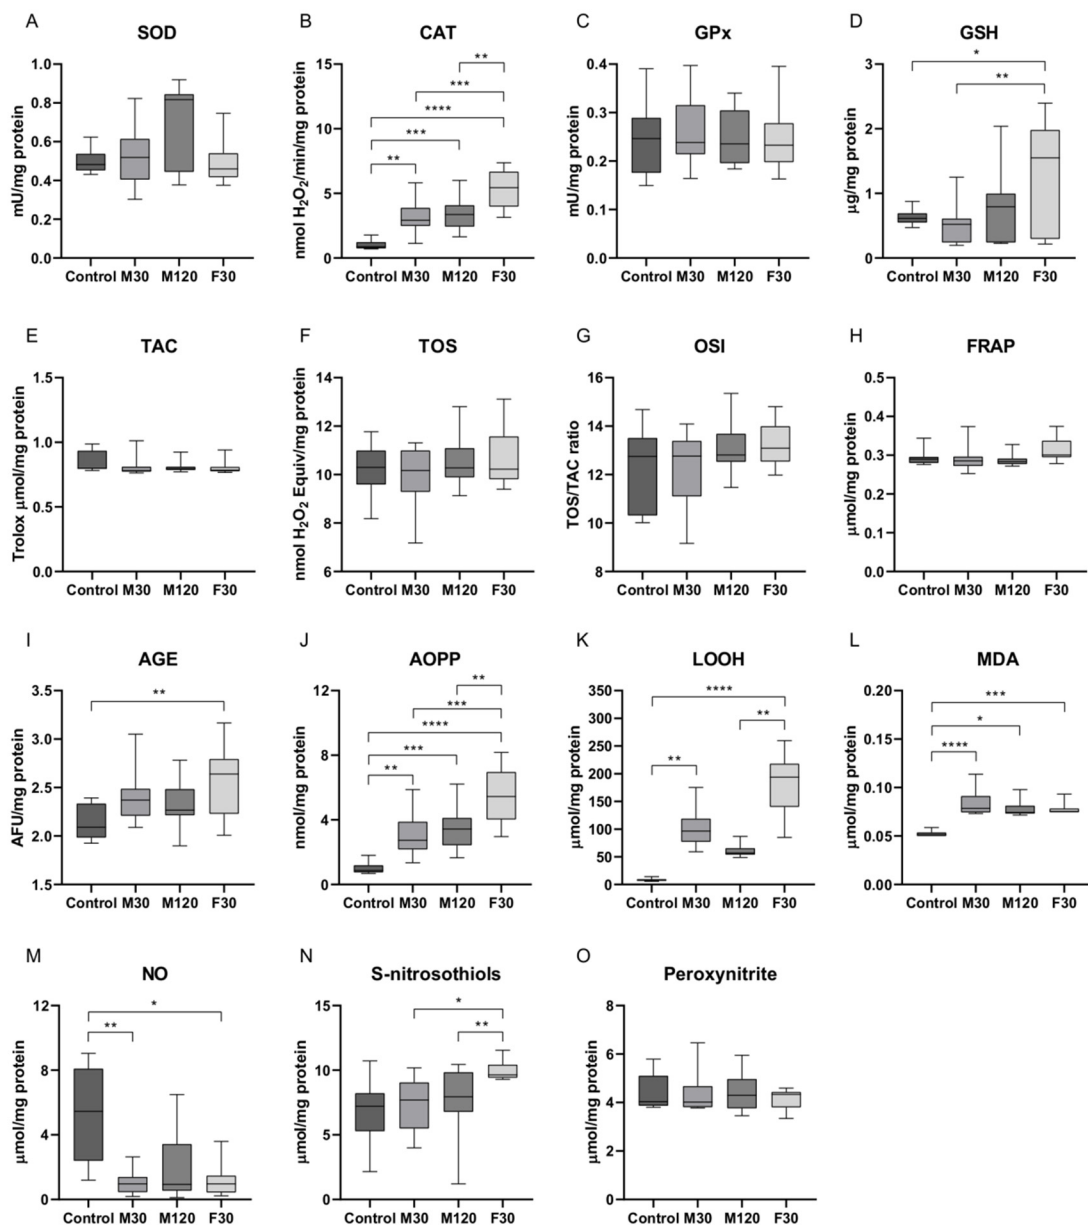 A
SOD
mU/mg protein
1.0
0.8
0.6
0.4
0.2
0.0
Control M30 M120 F30
B
CAT
nmol H₂O₂/min/mg protein
15
10
5
0
**
***
****
***
**
Control M30 M120 F30
C
GPx
mU/mg protein
0.4
0.3
0.2
0.1
0.0
Control M30 M120 F30
D
GSH
μg/mg protein
3
2
1
0
*
**
Control M30 M120 F30
E
TAC
Trolox μmol/mg protein
1.5
1.0
0.5
0.0
Control M30 M120 F30
F
TOS
nmol H₂O₂ Equiv/mg protein
14
12
10
8
6
Control M30 M120 F30
G
OSI
TOS/TAC ratio
16
14
12
10
8
Control M30 M120 F30
H
FRAP
μmol/mg protein
0.5
0.4
0.3
0.2
0.1
0.0
Control M30 M120 F30
I
AGE
AFU/mg protein
3.5
3.0
2.5
2.0
1.5
**
Control M30 M120 F30
J
AOPP
nmol/mg protein
12
8
4
0
**
***
****
***
**
Control M30 M120 F30
K
LOOH
μmol/mg protein
350
300
250
200
150
100
50
0
****
**
**
Control M30 M120 F30
L
MDA
μmol/mg protein
0.20
0.15
0.10
0.05
0.00
***
*
****
Control M30 M120 F30
M
NO
μmol/mg protein
12
8
4
0
*
**
Control M30 M120 F30
N
S-nitrosothiols
μmol/mg protein
15
10
5
0
*
**
Control M30 M120 F30
O
Peroxynitrite
μmol/mg protein
8
6
4
2
0
Control M30 M120 F30